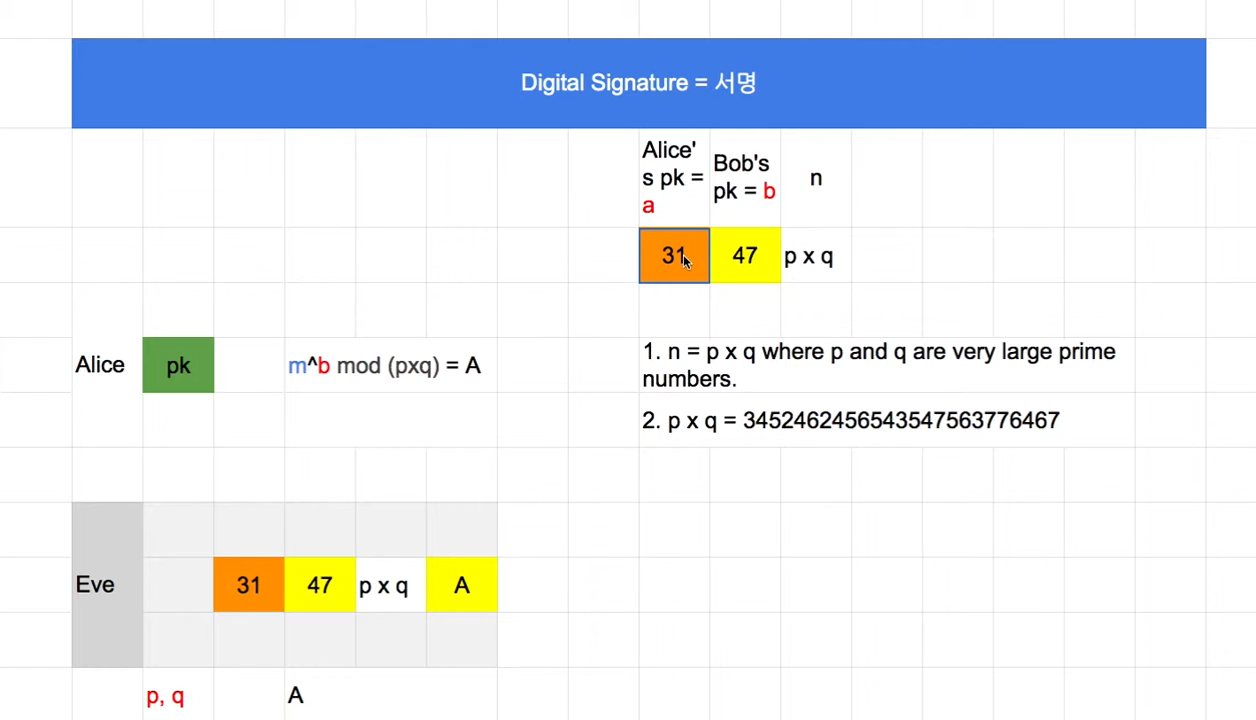 Digital Signature = 서명
Alice'
s pk =
a
Bob's
pk = b
n
31
47
p x q
Alice
pk
m^b mod (pxq) = A
1. n = p x q where p and q are very large prime
numbers.
2. p x q = 3452462456543547563776467
Eve
31
47
p x q
A
p, q
A